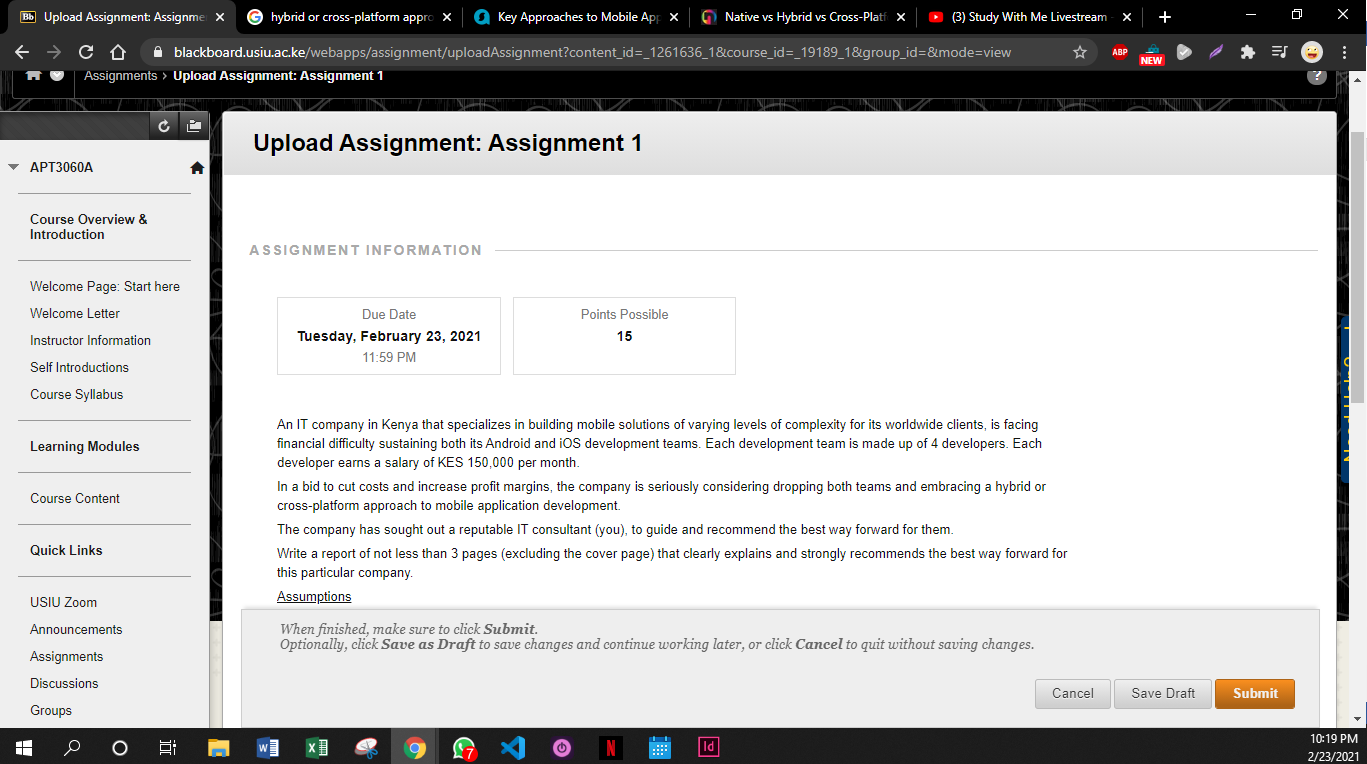 Upload Assignment: Assignme
hybrid or cross-platform appro
Key Approaches to Mobile Ap
Native vs Hybrid vs Cross-Platf
(3) Study With Me Livestream
blackboard.usiu.ac.ke/webapps/assignment/uploadAssignment?content_id=_1261636_1&course_id=_19189_1&group_id=&mode=view
ABP
NEW
Assignments > Upload Assignment: Assignment 1
?
APT3060A
Course Overview &
Introduction
Welcome Page: Start here
Welcome Letter
Instructor Information
Self Introductions
Course Syllabus
Learning Modules
Course Content
Quick Links
USIU Zoom
Announcements
Assignments
Discussions
Groups
Upload Assignment: Assignment 1
ASSIGNMENT INFORMATION
Due Date
Tuesday, February 23, 2021
11:59 PM
Points Possible
15
An IT company in Kenya that specializes in building mobile solutions of varying levels of complexity for its worldwide clients, is facing
financial difficulty sustaining both its Android and iOS development teams. Each development team is made up of 4 developers. Each
developer earns a salary of KES 150,000 per month.
In a bid to cut costs and increase profit margins, the company is seriously considering dropping both teams and embracing a hybrid or
cross-platform approach to mobile application development.
The company has sought out a reputable IT consultant (you), to guide and recommend the best way forward for them.
Write a report of not less than 3 pages (excluding the cover page) that clearly explains and strongly recommends the best way forward for
this particular company.
Assumptions
When finished, make sure to click Submit.
Optionally, click Save as Draft to save changes and continue working later, or click Cancel to quit without saving changes.
Cancel
Save Draft
Submit
7
10:19 PM
2/23/2021